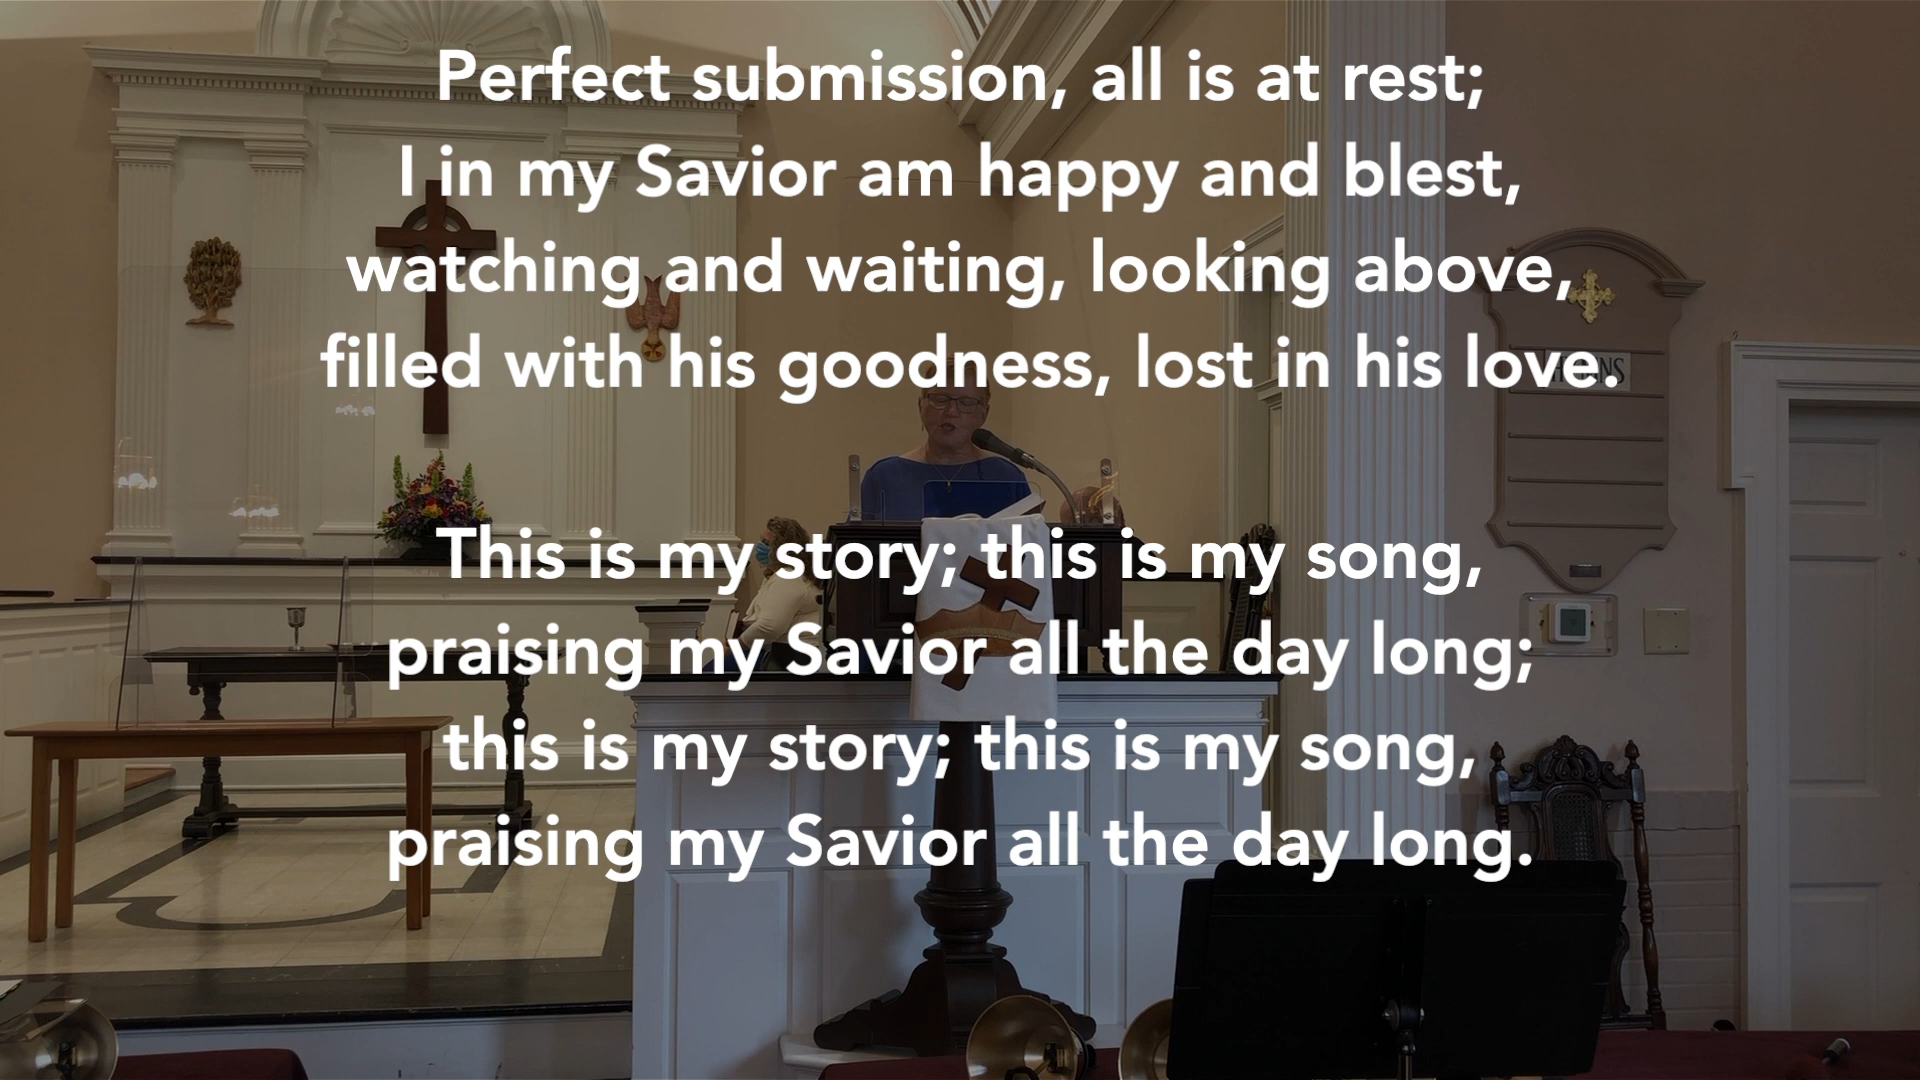 Perfect submission, all is at rest;
I in my Savior am happy and blest,
watching and waiting, looking above,
filled with his goodness, lost in his love.
This is my story; this is my song,
praising my Savior all the day long;
this is my story; this is my song,
praising my Savior all the day long.